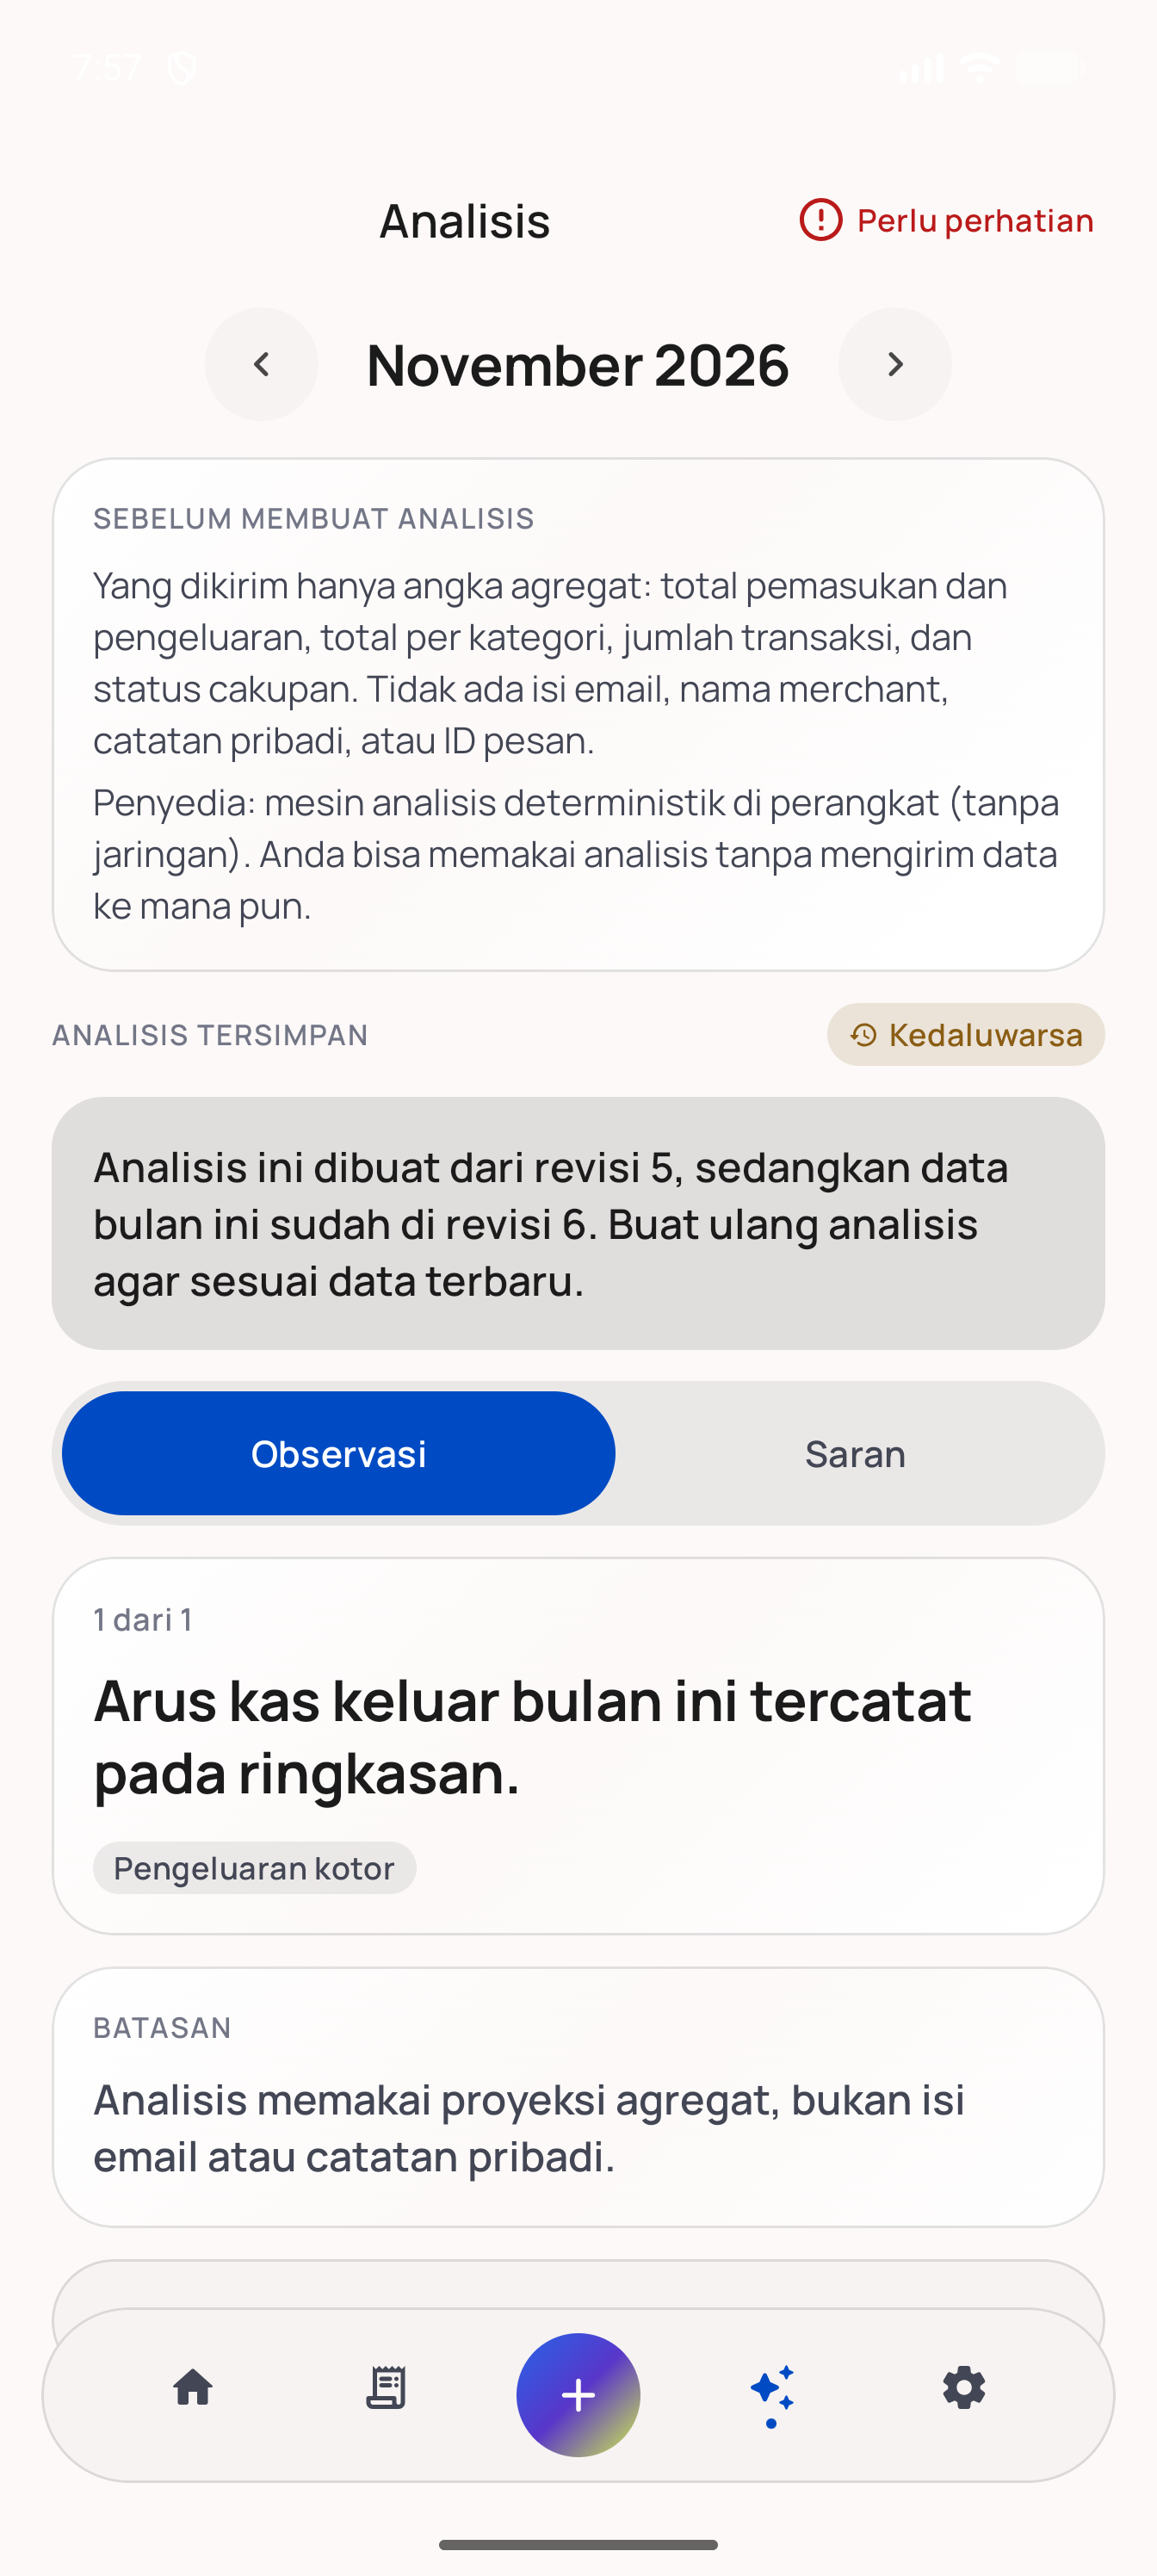 7:57
Analisis
Perlu perhatian
November 2026
SEBELUM MEMBUAT ANALISIS
Yang dikirim hanya angka agregat: total pemasukan dan
pengeluaran, total per kategori, jumlah transaksi, dan
status cakupan. Tidak ada isi email, nama merchant,
catatan pribadi, atau ID pesan.
Penyedia: mesin analisis deterministik di perangkat (tanpa
jaringan). Anda bisa memakai analisis tanpa mengirim data
ke mana pun.
ANALISIS TERSIMPAN
Kedaluwarsa
Analisis ini dibuat dari revisi 5, sedangkan data
bulan ini sudah di revisi 6. Buat ulang analisis
agar sesuai data terbaru.
Observasi
Saran
1 dari 1
Arus kas keluar bulan ini tercatat
pada ringkasan.
Pengeluaran kotor
BATASAN
Analisis memakai proyeksi agregat, bukan isi
email atau catatan pribadi.